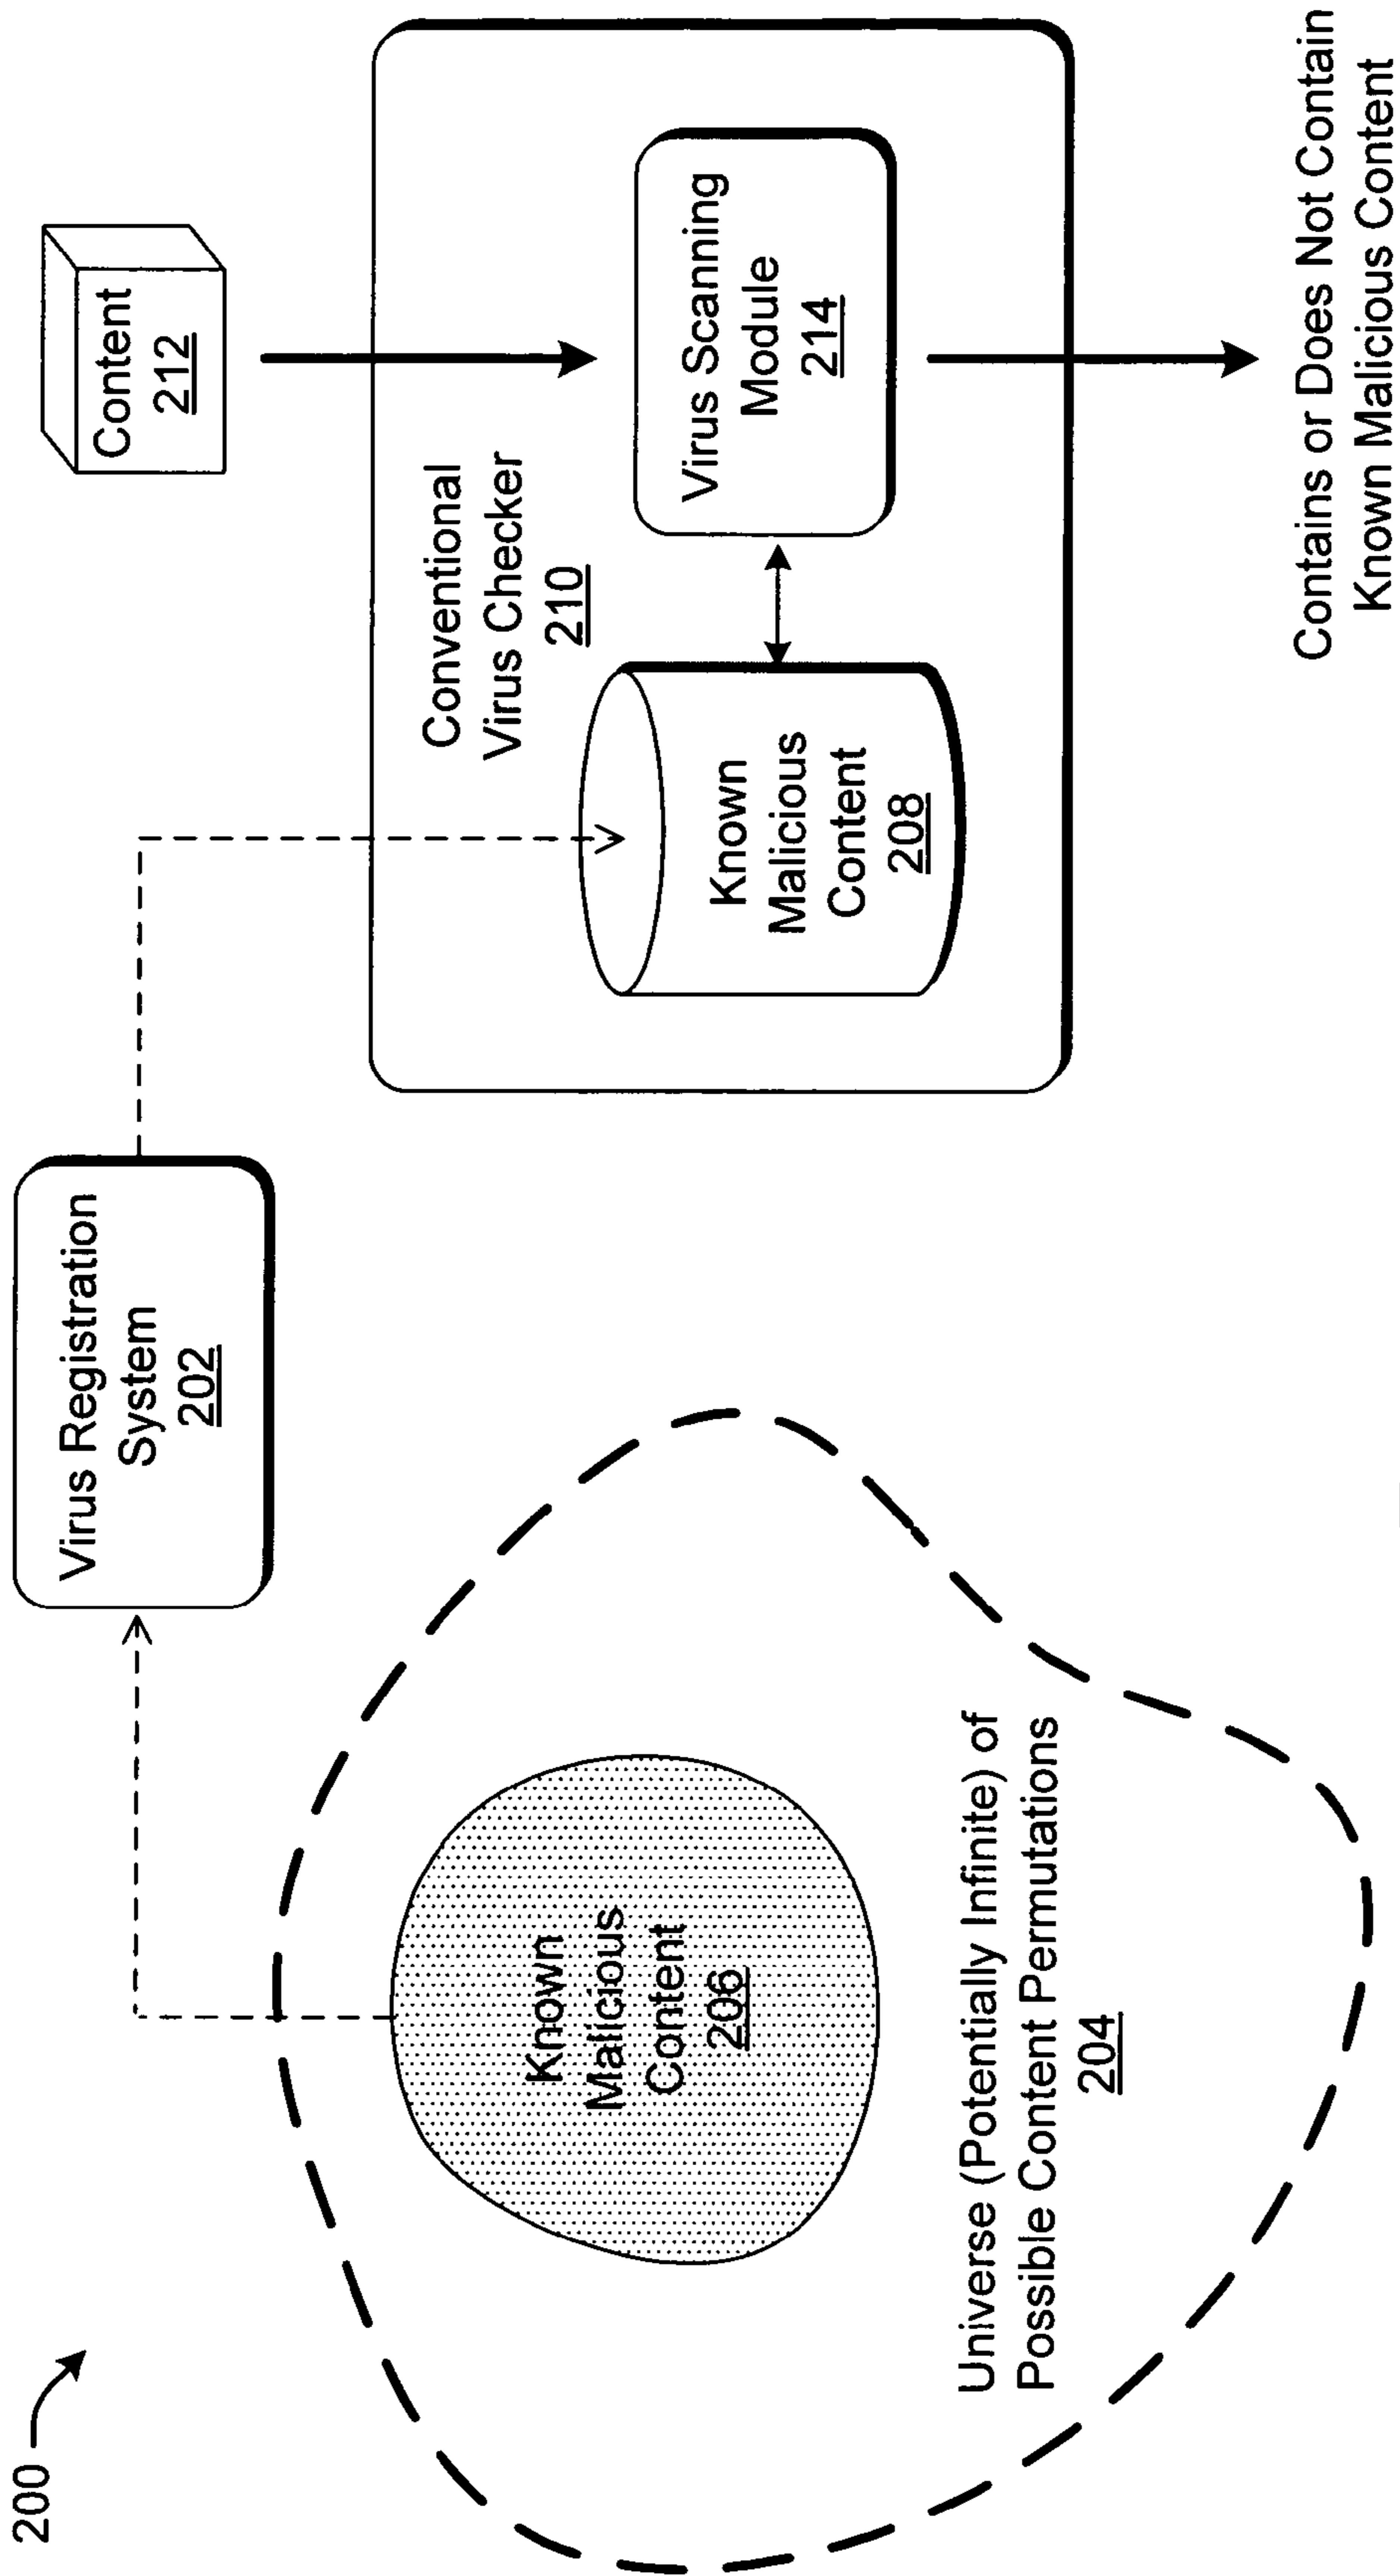 200
Virus Registration
System
202
Content
212
Conventional
Virus Checker
210
Known
Malicious
Content
206
Known
Malicious
Content
208
Virus Scanning
Module
214
Universe (Potentially Infinite) of
Possible Content Permutations
204
Contains or Does Not Contain
Known Malicious Content